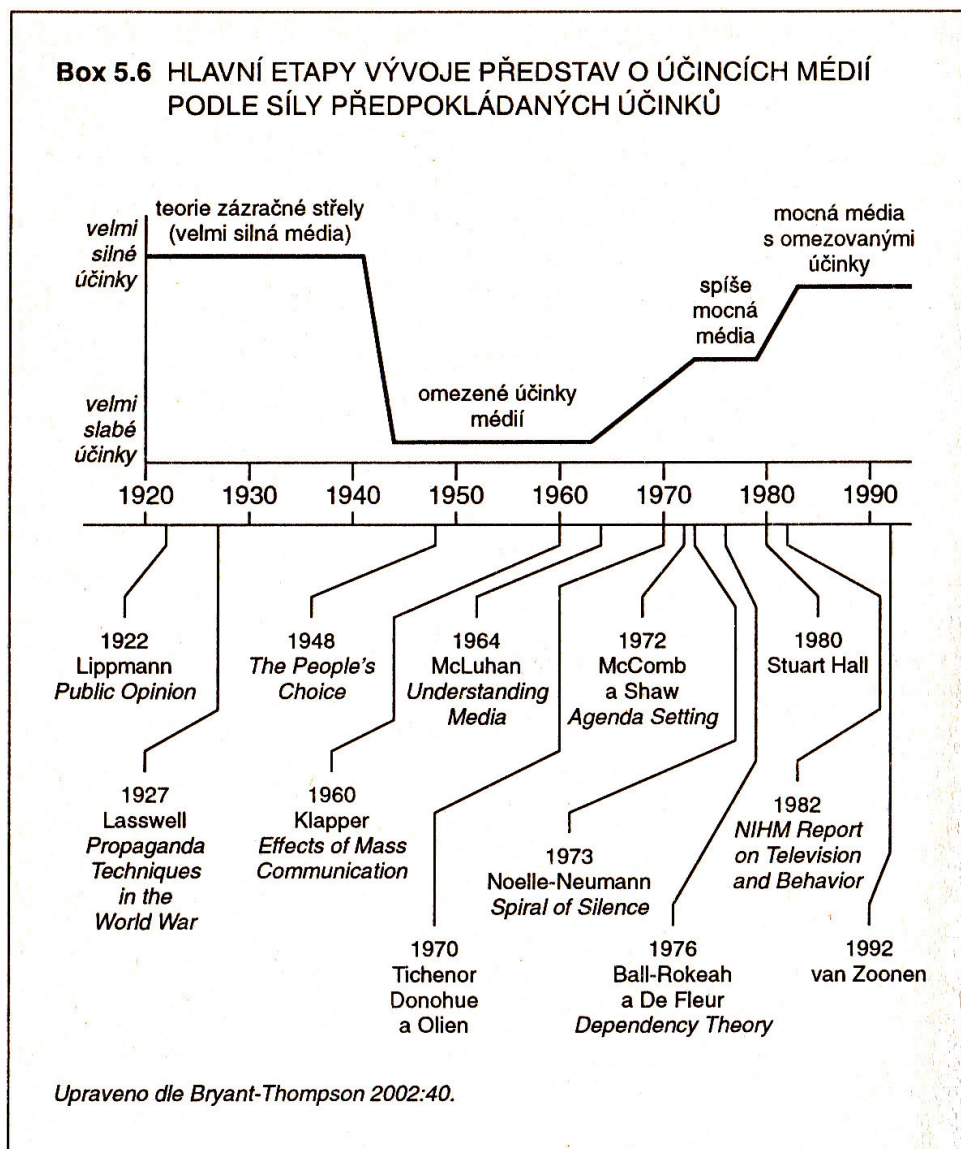 Box 5.6 HLAVNÍ ETAPY VÝVOJE PŘEDSTAV O ÚČINCÍCH MÉDIÍ
PODLE SÍLY PŘEDPOKLÁDANÝCH ÚČINKŮ
velmi
silné
účinky
teorie zázračné střely
(velmi silná média)
mocná média
s omezovanými
účinky
spíše
mocná
média
omezené účinky
médií
velmi
slabé
účinky
1920 1930 1940 1950 1960 1970 1980 1990
1922
Lippmann
Public Opinion
1948
The People's
Choice
1964
McLuhan
Understanding
Media
1972
McComb
a Shaw
Agenda Setting
1980
Stuart Hall
1927
Lasswell
Propaganda
Techniques
in the
World War
1960
Klapper
Effects of Mass
Communication
1973
Noelle-Neumann
Spiral of Silence
1982
NIHM Report
on Television
and Behavior
1970
Tichenor
Donohue
a Olien
1976
Ball-Rokeah
a De Fleur
Dependency Theory
1992
van Zoonen
Upraveno dle Bryant-Thompson 2002:40.